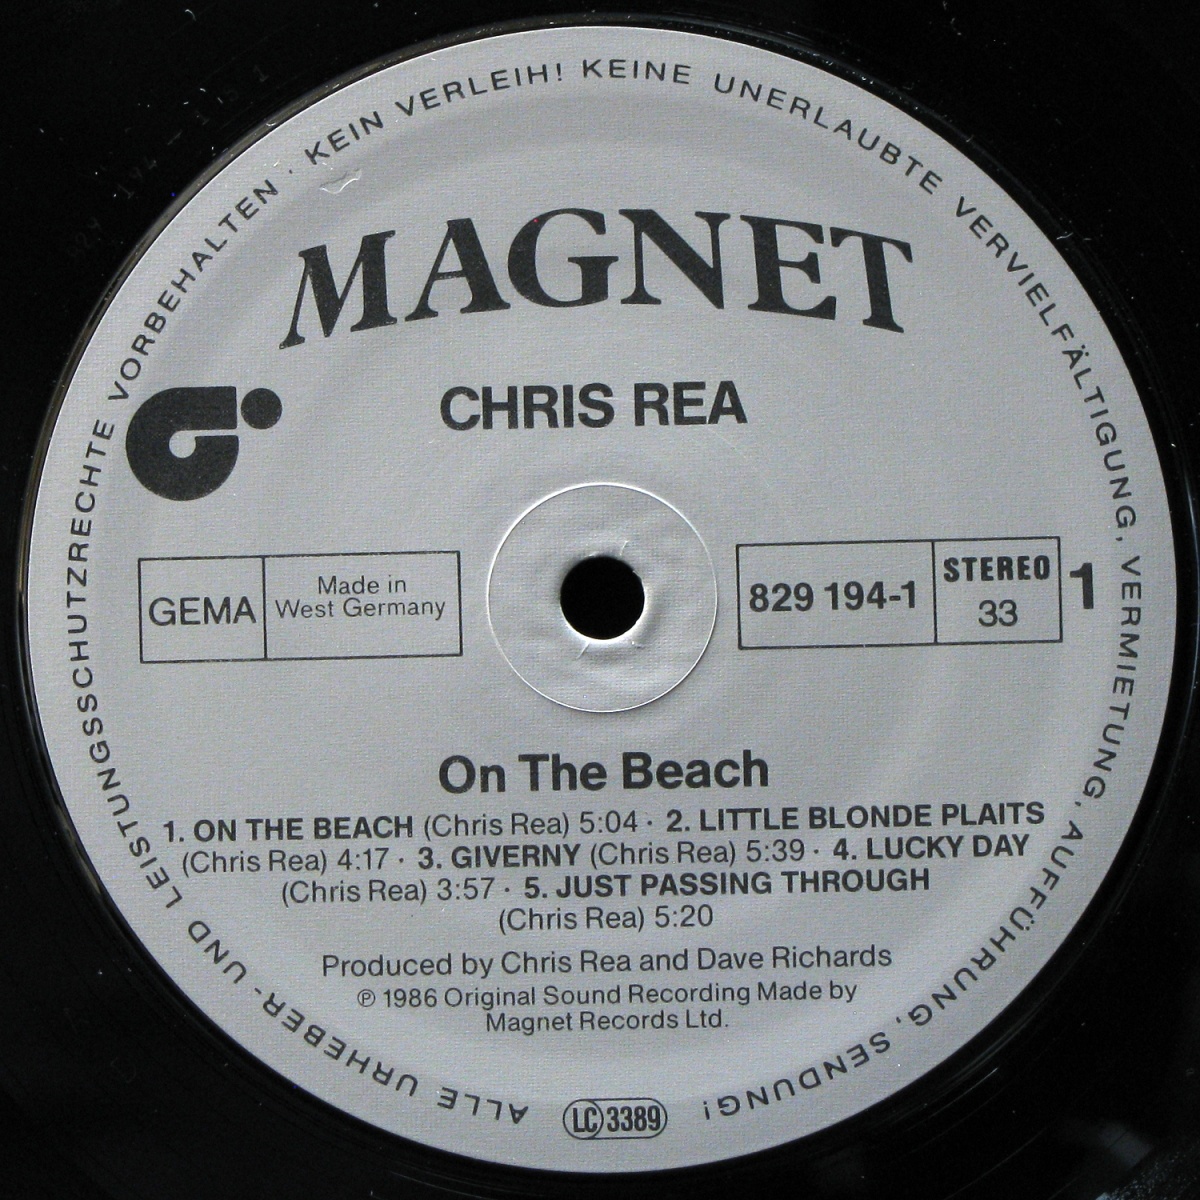 ALLE URHEBER- UND LEISTUNGSSCHUTZRECHTE VORBEHALTEN · KEIN VERLEIH! KEINE UNERLAUBTE VERVIELFÄLTIGUNG, VERMIETUNG, AUFFÜHRUNG, SENDUNG!
MAGNET
CHRIS REA
GEMA
Made in
West Germany
829 194-1
STEREO
33
1
On The Beach
1. ON THE BEACH (Chris Rea) 5:04 · 2. LITTLE BLONDE PLAITS
(Chris Rea) 4:17 · 3. GIVERNY (Chris Rea) 5:39 · 4. LUCKY DAY
(Chris Rea) 3:57 · 5. JUST PASSING THROUGH
(Chris Rea) 5:20
Produced by Chris Rea and Dave Richards
℗ 1986 Original Sound Recording Made by
Magnet Records Ltd.
LC 3389